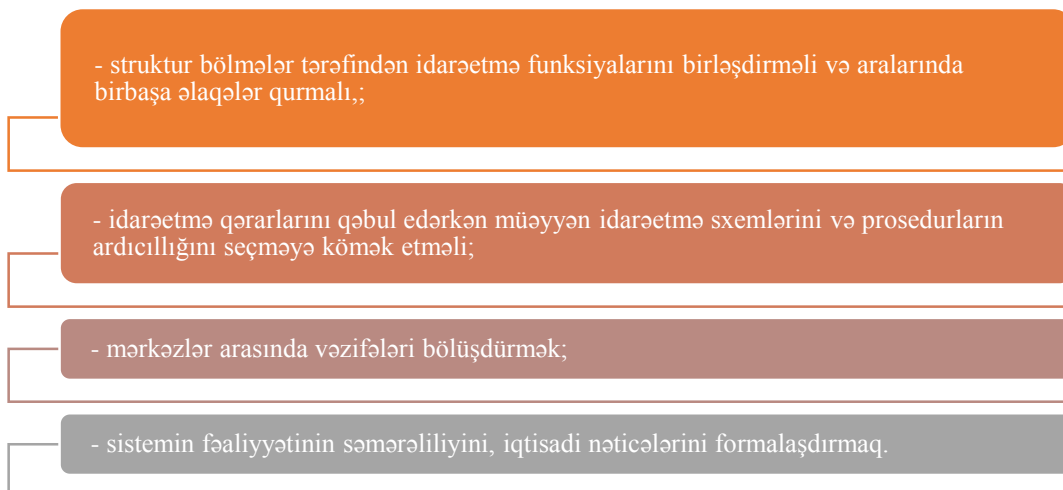 - struktur bölmələr tərəfindən idarəetmə funksiyalarını birləşdirməli və aralarında
birbaşa əlaqələr qurmalı,;
- idarəetmə qərarlarını qəbul edərkən müəyyən idarəetmə sxemlərini və prosedurların
ardıcıllığını seçməyə kömək etməli;
- mərkəzlər arasında vəzifələri bölüşdürmək;
- sistemin fəaliyyətinin səmərəliliyini, iqtisadi nəticələrini formalaşdırmaq.